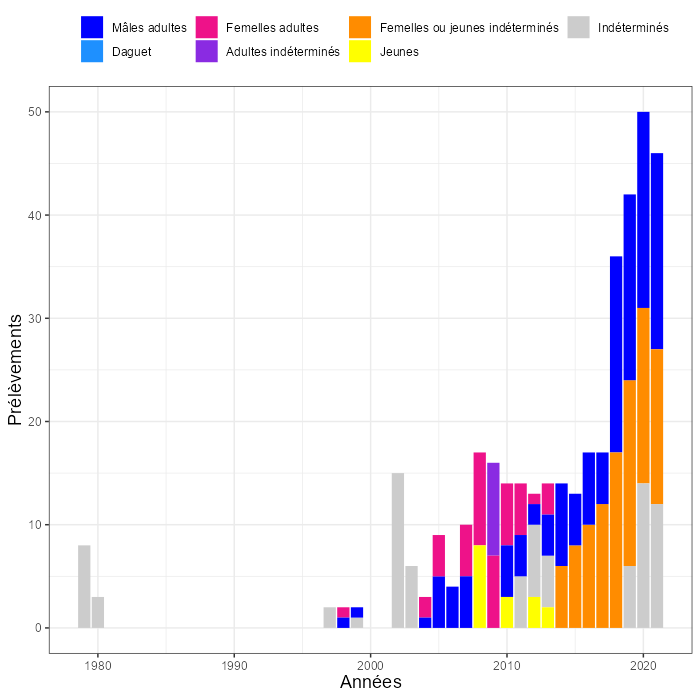 Mâles adultes Femelles adultes Femelles ou jeunes indéterminés Indéterminés
Daguet Adultes indéterminés Jeunes
50
40
30
20
10
0
Prélèvements
1980 1990 2000 2010 2020
Années